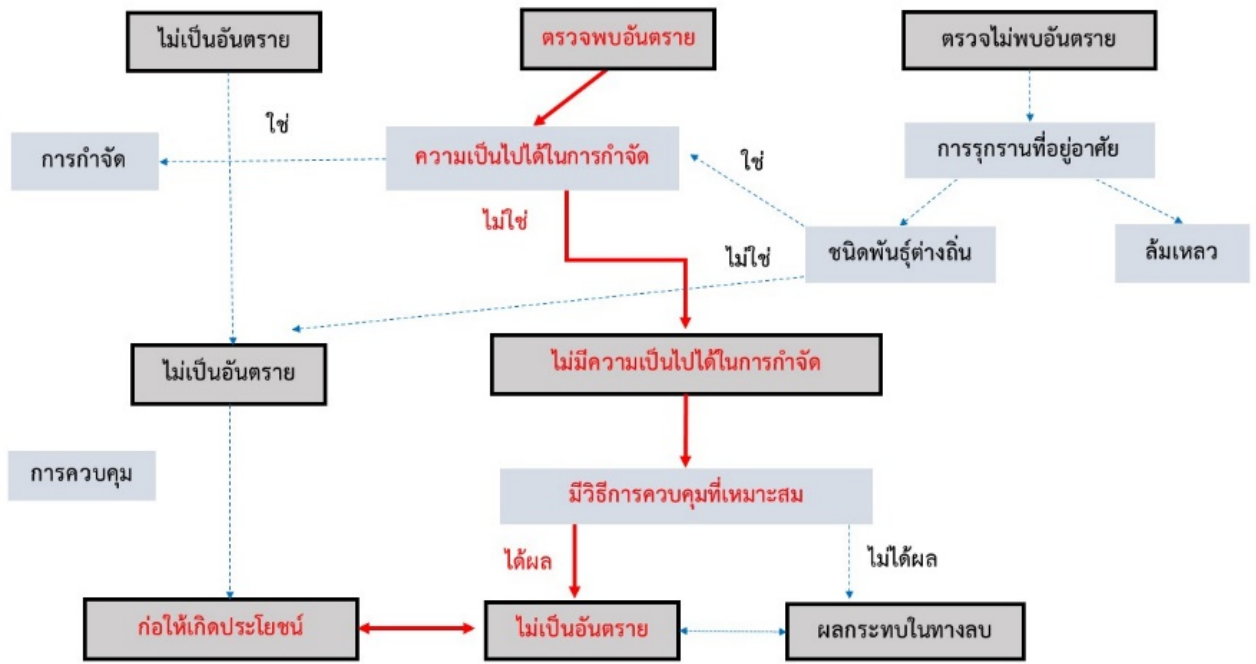 ไม่เป็นอันตราย
ตรวจพบอันตราย
ตรวจไม่พบอันตราย
ใช่
การกำจัด
ความเป็นไปได้ในการกำจัด
ใช่
การรุกรานที่อยู่อาศัย
ไม่ใช่
ไม่ใช่
ชนิดพันธุ์ต่างถิ่น
ล้มเหลว
ไม่เป็นอันตราย
ไม่มีความเป็นไปได้ในการกำจัด
การควบคุม
มีวิธีการควบคุมที่เหมาะสม
ได้ผล
ไม่ได้ผล
ก่อให้เกิดประโยชน์
ไม่เป็นอันตราย
ผลกระทบในทางลบ